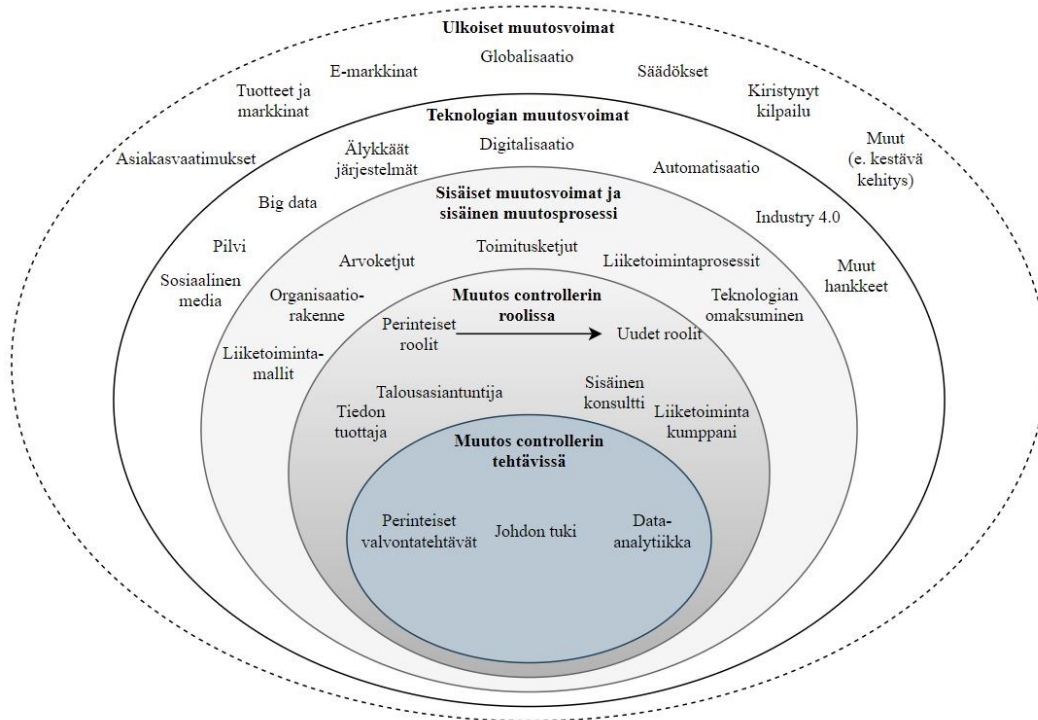 Ulkoiset muutosvoimat
Globalisaatio
E-markkinat
Säädökset
Tuotteet ja
markkinat
Kiristynyt
kilpailu
Asiakasvaatimukset
Muut
(e. kestävä
kehitys)
Teknologian muutosvoimat
Digitalisaatio
Älykkäät
järjestelmät
Automatisaatio
Big data
Industry 4.0
Pilvi
Sosiaalinen
media
Muut
hankkeet
Sisäiset muutosvoimat ja
sisäinen muutosprosessi
Toimitusketjut
Arvoketjut
Liiketoimintaprosessit
Organisaatio-
rakenne
Teknologian
omaksuminen
Liiketoiminta-
mallit
Muutos controllerin
roolissa
Perinteiset
roolit
Uudet roolit
Talousasiantuntija
Sisäinen
konsultti
Tiedon
tuottaja
Liiketoiminta
kumppani
Muutos controllerin
tehtävissä
Perinteiset
valvontatehtävät
Johdon tuki
Data-
analytiikka